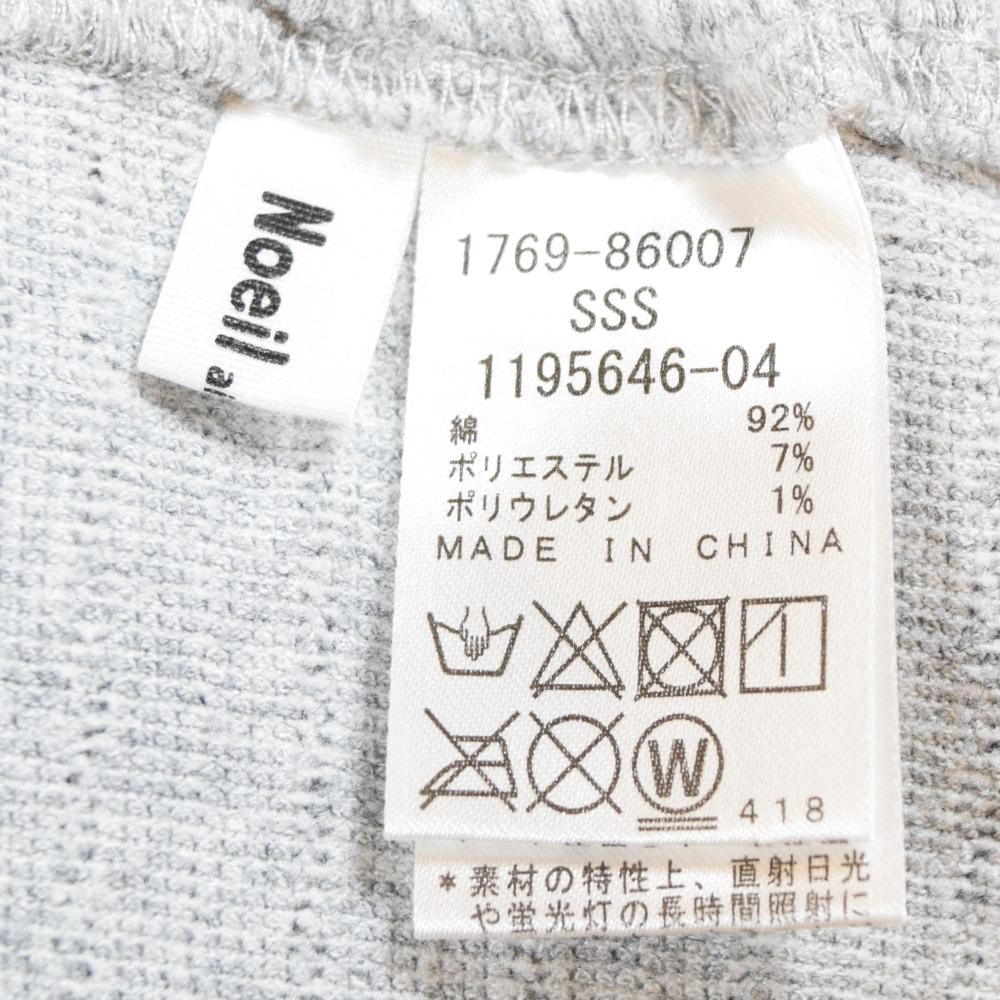 Noeil
1769-86007
SSS
1195646-04
綿 92%
ポリエステル 7%
ポリウレタン 1%
MADE IN CHINA
W
418
*素材の特性上、直射日光
や蛍光灯の長時間照射に